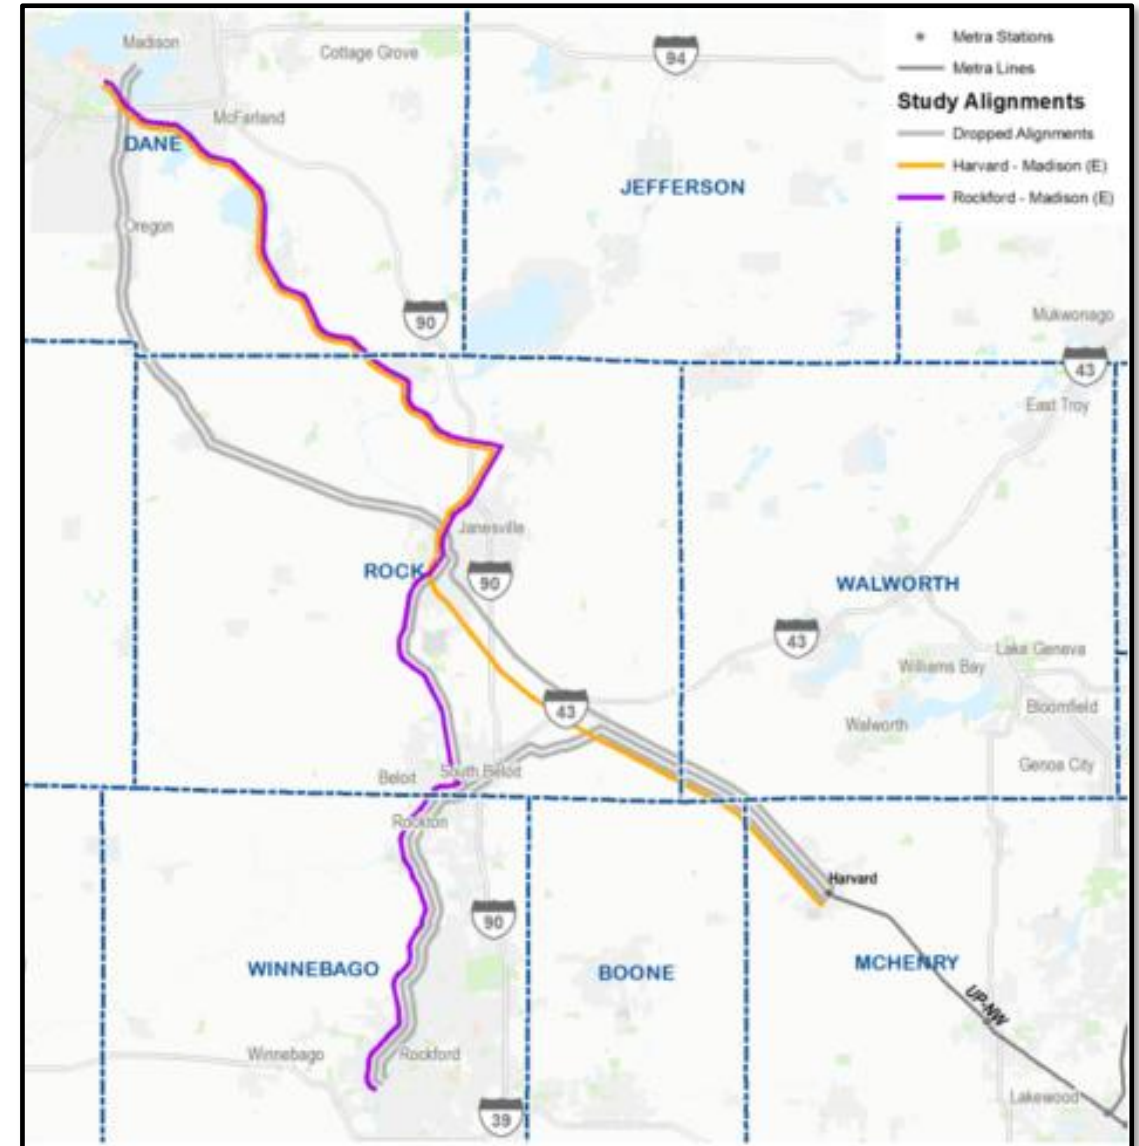 Metra Stations
Metra Lines
Study Alignments
Dropped Alignments
Harvard - Madison (E)
Rockford - Madison (E)
Madison
Cottage Grove
94
McFarland
DANE
JEFFERSON
Oregon
90
Mukwonago
43
East Troy
Janesville
ROCK
90
WALWORTH
43
Lake Geneva
Williams Bay
43
Bloomfield
Walworth
Genoa City
Beloit
South Beloit
Rockton
Harvard
90
WINNEBAGO
BOONE
MCHENRY
UP-NW
Winnebago
Rockford
Lakewood
39